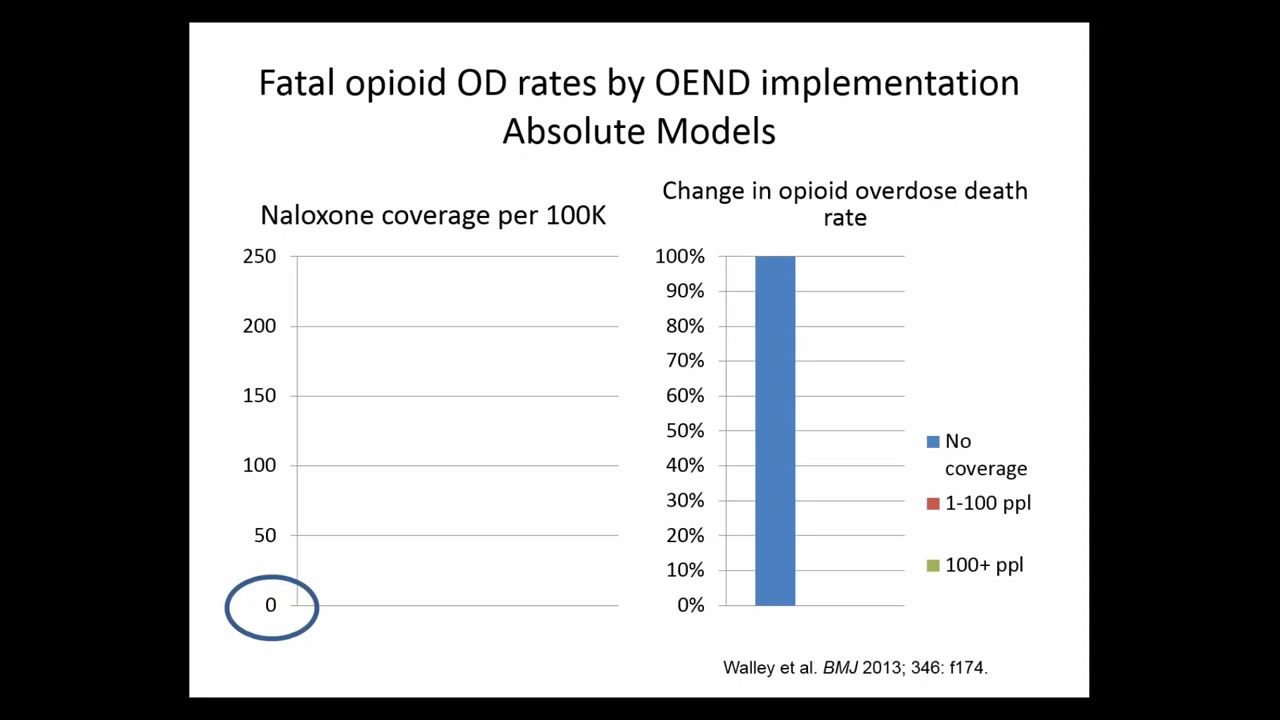 Fatal opioid OD rates by OEND implementation
Absolute Models
Naloxone coverage per 100K
250
200
150
100
50
0
Change in opioid overdose death
rate
100%
90%
80%
70%
60%
50%
40%
30%
20%
10%
0%
No
coverage
1-100 ppl
100+ ppl
Walley et al. BMJ 2013; 346: f174.